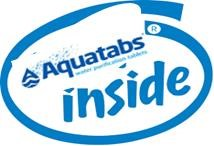 Aquatabs®
water purification tablets
inside